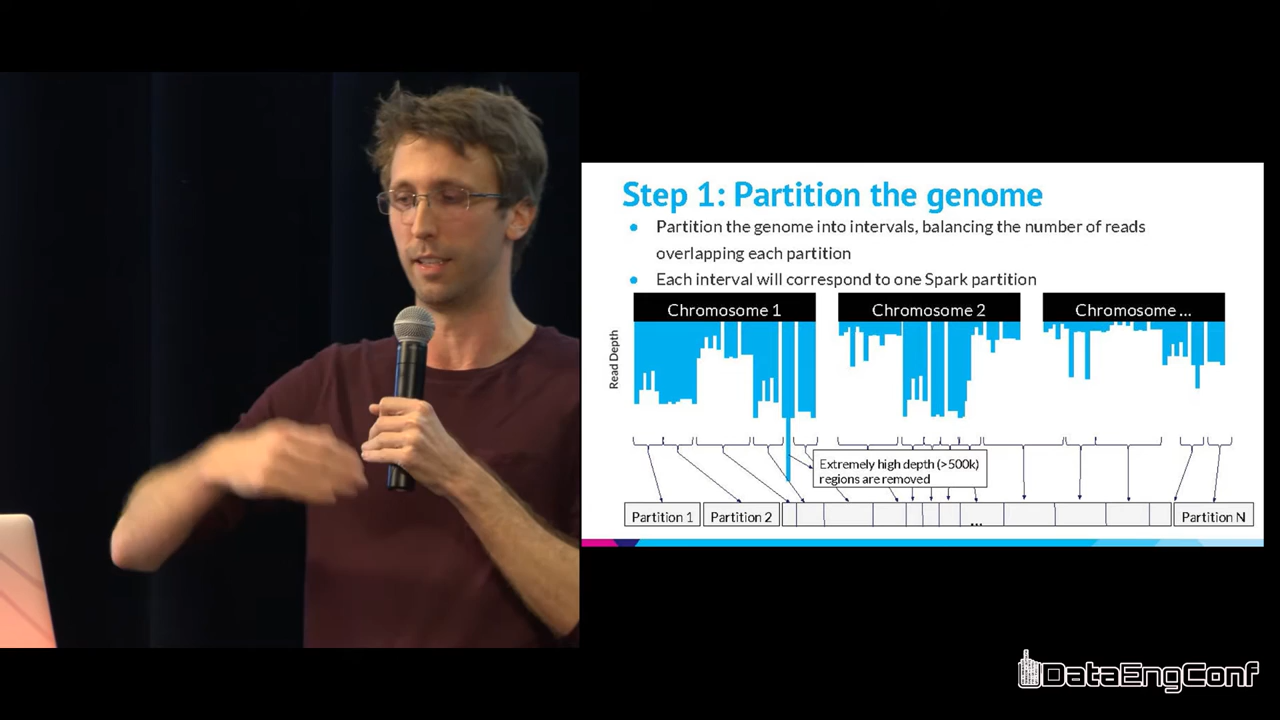 Step 1: Partition the genome
● Partition the genome into intervals, balancing the number of reads
overlapping each partition
● Each interval will correspond to one Spark partition
Chromosome 1
Chromosome 2
Chromosome ...
Read Depth
Extremely high depth (>500k)
regions are removed
Partition 1
Partition 2
...
Partition N
DataEngConf